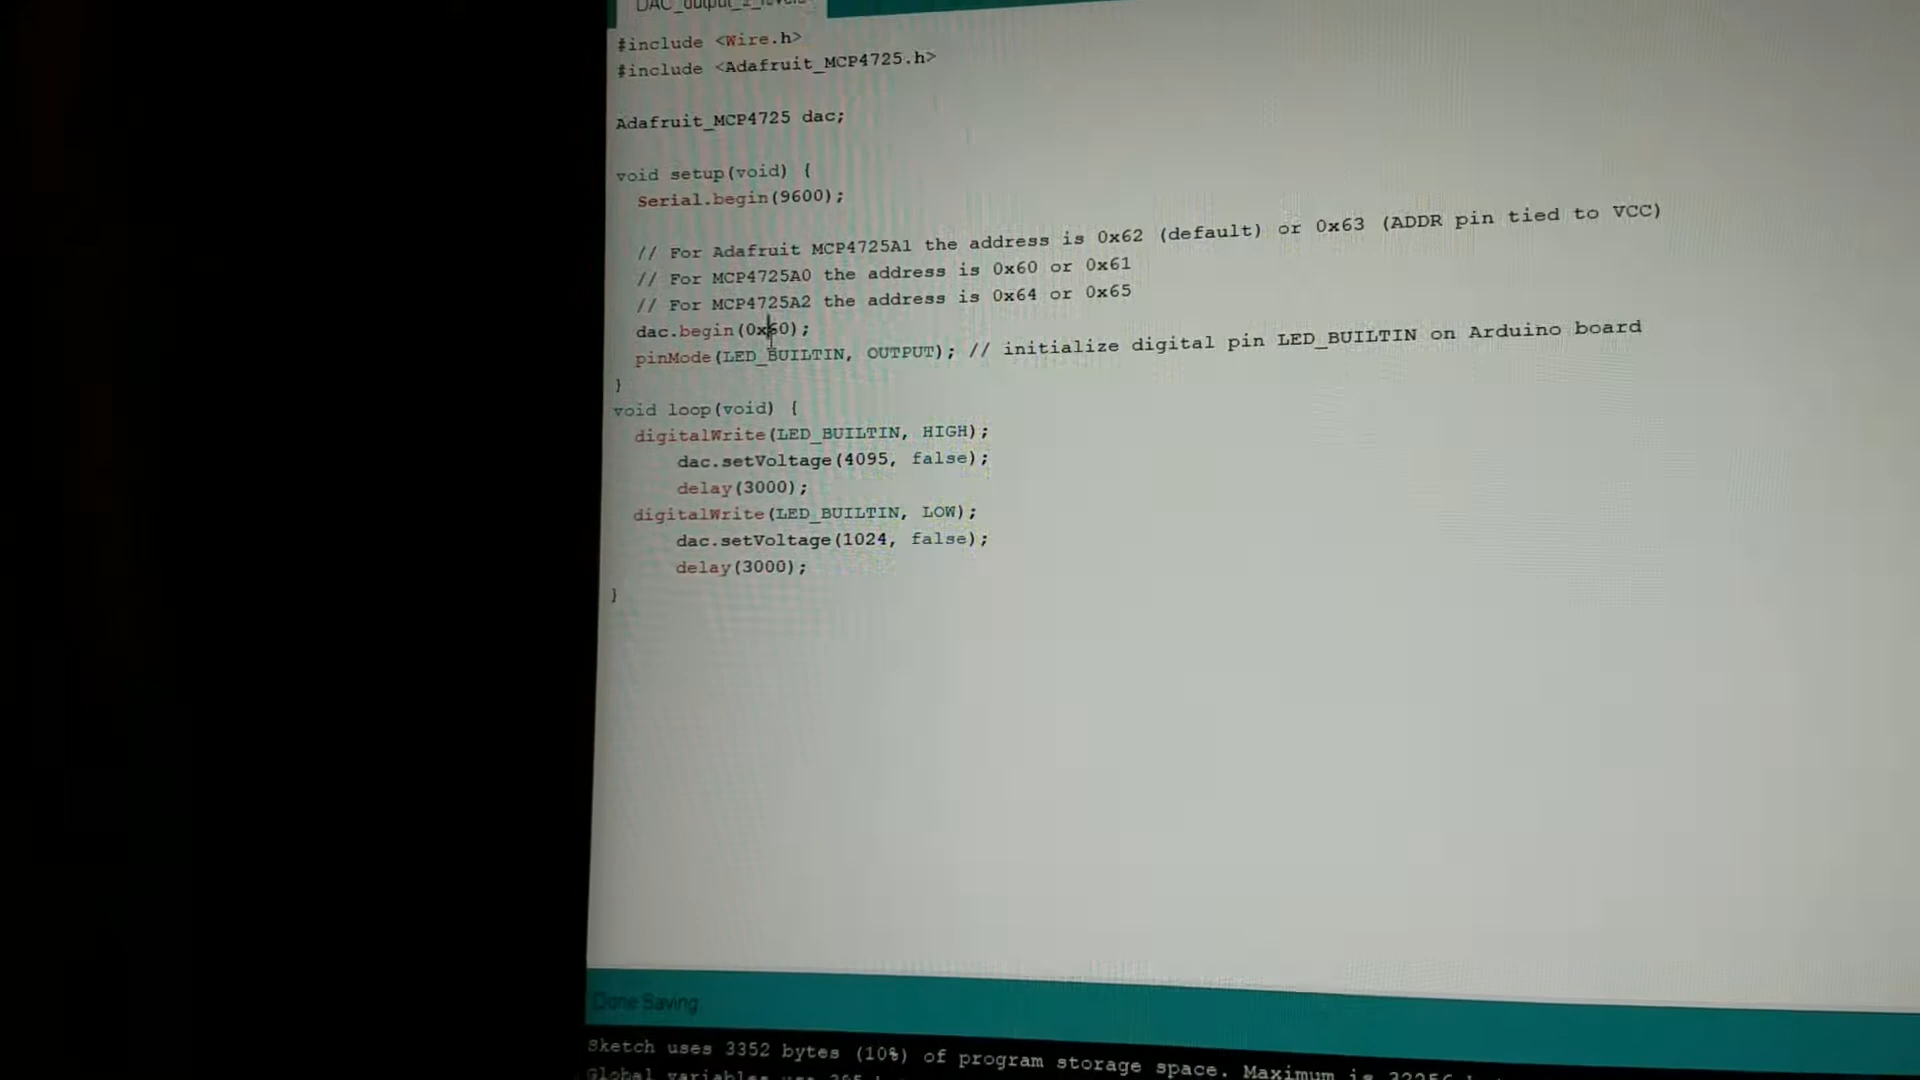 #include <Wire.h>
#include <Adafruit_MCP4725.h>
Adafruit_MCP4725 dac;
void setup(void) {
Serial.begin(9600);
// For Adafruit MCP4725A1 the address is 0x62 (default) or 0x63 (ADDR pin tied to VCC)
// For MCP4725A0 the address is 0x60 or 0x61
// For MCP4725A2 the address is 0x64 or 0x65
dac.begin(0x60);
pinMode(LED_BUILTIN, OUTPUT); // initialize digital pin LED_BUILTIN on Arduino board
}
void loop(void) {
digitalWrite(LED_BUILTIN, HIGH);
dac.setVoltage(4095, false);
delay(3000);
digitalWrite(LED_BUILTIN, LOW);
dac.setVoltage(1024, false);
delay(3000);
}
Done Saving
Sketch uses 3352 bytes (10%) of program storage space. Maximum is
Global variables